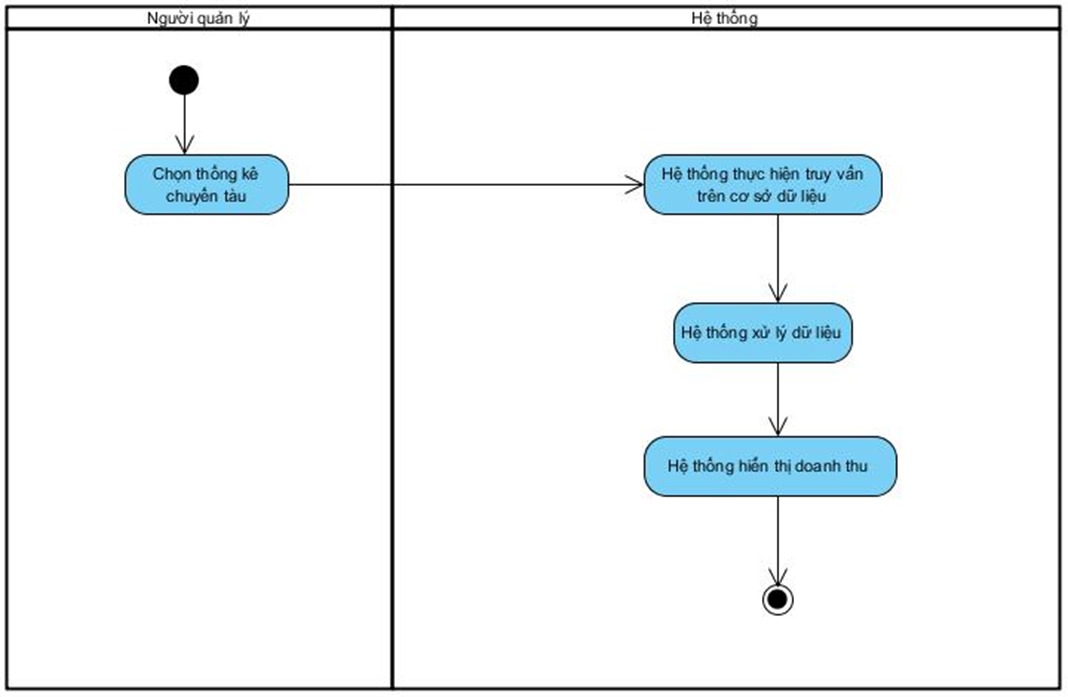 Người quản lý
Hệ thống
Chọn thống kê
chuyến tàu
Hệ thống thực hiện truy vấn
trên cơ sở dữ liệu
Hệ thống xử lý dữ liệu
Hệ thống hiển thị doanh thu